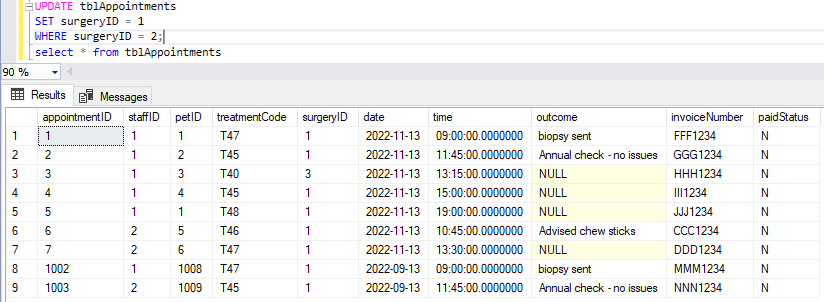 UPDATE tblAppointments
SET surgeryID = 1
WHERE surgeryID = 2;
select * from tblAppointments
90 %
Results Messages
appointmentID staffID petID treatmentCode surgeryID date time outcome invoiceNumber paidStatus
1 1 1 1 T47 1 2022-11-13 09:00:00.0000000 biopsy sent FFF1234 N
2 2 1 2 T45 1 2022-11-13 11:45:00.0000000 Annual check - no issues GGG1234 N
3 3 1 3 T40 3 2022-11-13 13:15:00.0000000 NULL HHH1234 N
4 4 1 4 T45 1 2022-11-13 15:00:00.0000000 NULL III1234 N
5 5 1 1 T48 1 2022-11-13 19:00:00.0000000 NULL JJJ1234 N
6 6 2 5 T46 1 2022-11-13 10:45:00.0000000 Advised chew sticks CCC1234 N
7 7 2 6 T47 1 2022-11-13 13:30:00.0000000 NULL DDD1234 N
8 1002 1 1008 T47 1 2022-09-13 09:00:00.0000000 biopsy sent MMM1234 N
9 1003 2 1009 T45 1 2022-09-13 11:45:00.0000000 Annual check - no issues NNN1234 N